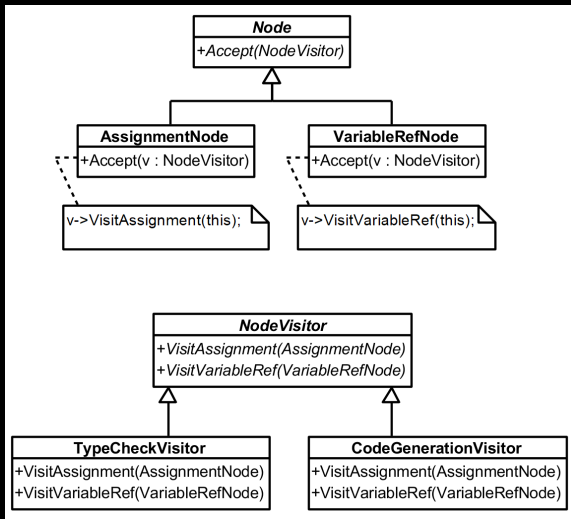 Node
+Accept(NodeVisitor)
AssignmentNode
+Accept(v : NodeVisitor)
VariableRefNode
+Accept(v : NodeVisitor)
v->VisitAssignment(this);
v->VisitVariableRef(this);
NodeVisitor
+VisitAssignment(AssignmentNode)
+VisitVariableRef(VariableRefNode)
TypeCheckVisitor
+VisitAssignment(AssignmentNode)
+VisitVariableRef(VariableRefNode)
CodeGenerationVisitor
+VisitAssignment(AssignmentNode)
+VisitVariableRef(VariableRefNode)